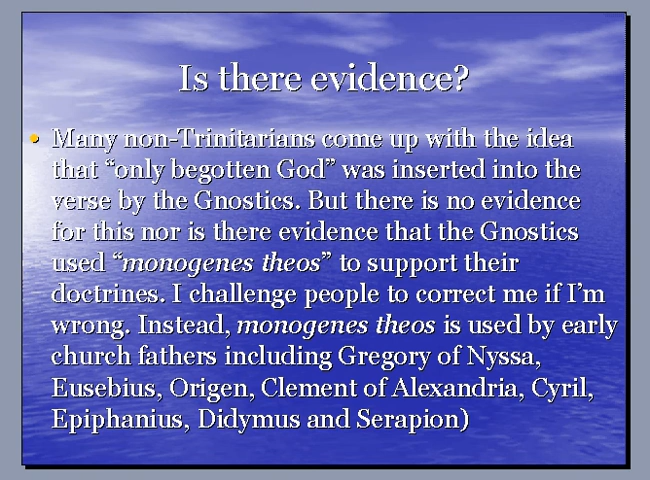 Is there evidence?
• Many non-Trinitarians come up with the idea
that “only begotten God” was inserted into the
verse by the Gnostics. But there is no evidence
for this nor is there evidence that the Gnostics
used “monogenes theos” to support their
doctrines. I challenge people to correct me if I’m
wrong. Instead, monogenes theos is used by early
church fathers including Gregory of Nyssa,
Eusebius, Origen, Clement of Alexandria, Cyril,
Epiphanius, Didymus and Serapion)